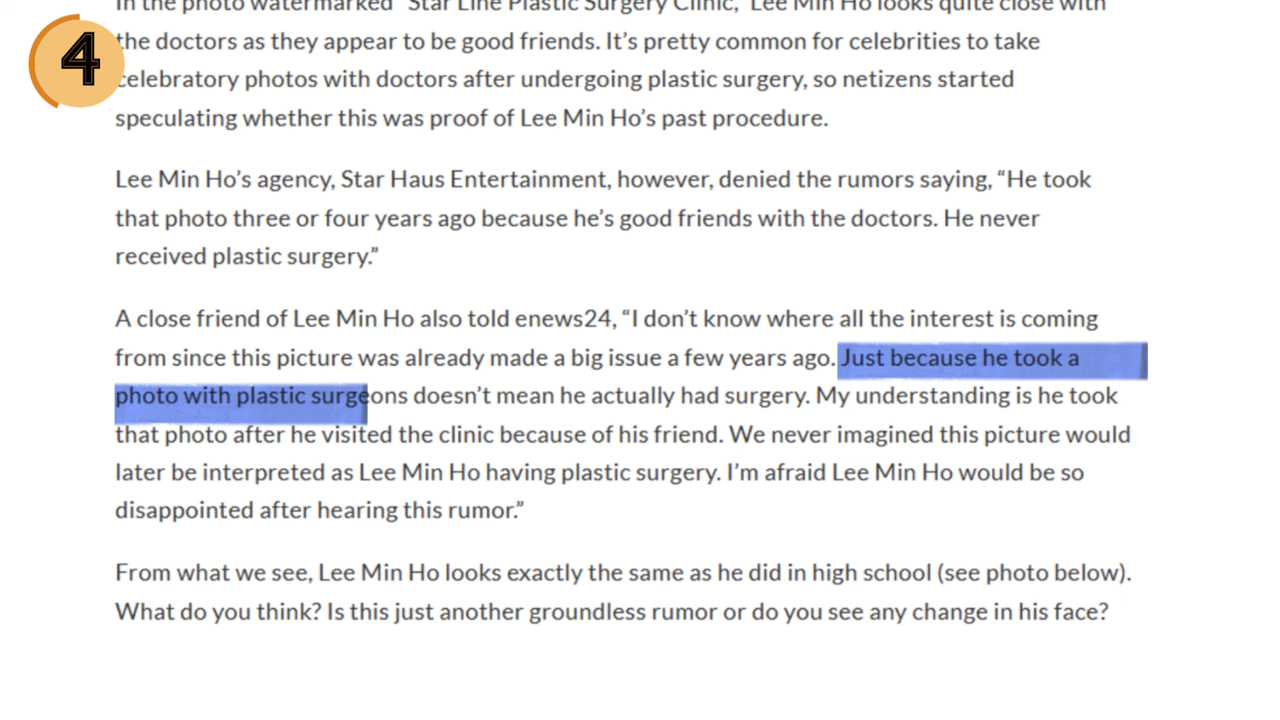 4
In the photo watermarked “Star Line Plastic Surgery Clinic,” Lee Min Ho looks quite close with
the doctors as they appear to be good friends. It’s pretty common for celebrities to take
celebratory photos with doctors after undergoing plastic surgery, so netizens started
speculating whether this was proof of Lee Min Ho’s past procedure.
Lee Min Ho’s agency, Star Haus Entertainment, however, denied the rumors saying, “He took
that photo three or four years ago because he’s good friends with the doctors. He never
received plastic surgery.”
A close friend of Lee Min Ho also told enews24, “I don’t know where all the interest is coming
from since this picture was already made a big issue a few years ago. Just because he took a
photo with plastic surgeons doesn’t mean he actually had surgery. My understanding is he took
that photo after he visited the clinic because of his friend. We never imagined this picture would
later be interpreted as Lee Min Ho having plastic surgery. I’m afraid Lee Min Ho would be so
disappointed after hearing this rumor.”
From what we see, Lee Min Ho looks exactly the same as he did in high school (see photo below).
What do you think? Is this just another groundless rumor or do you see any change in his face?